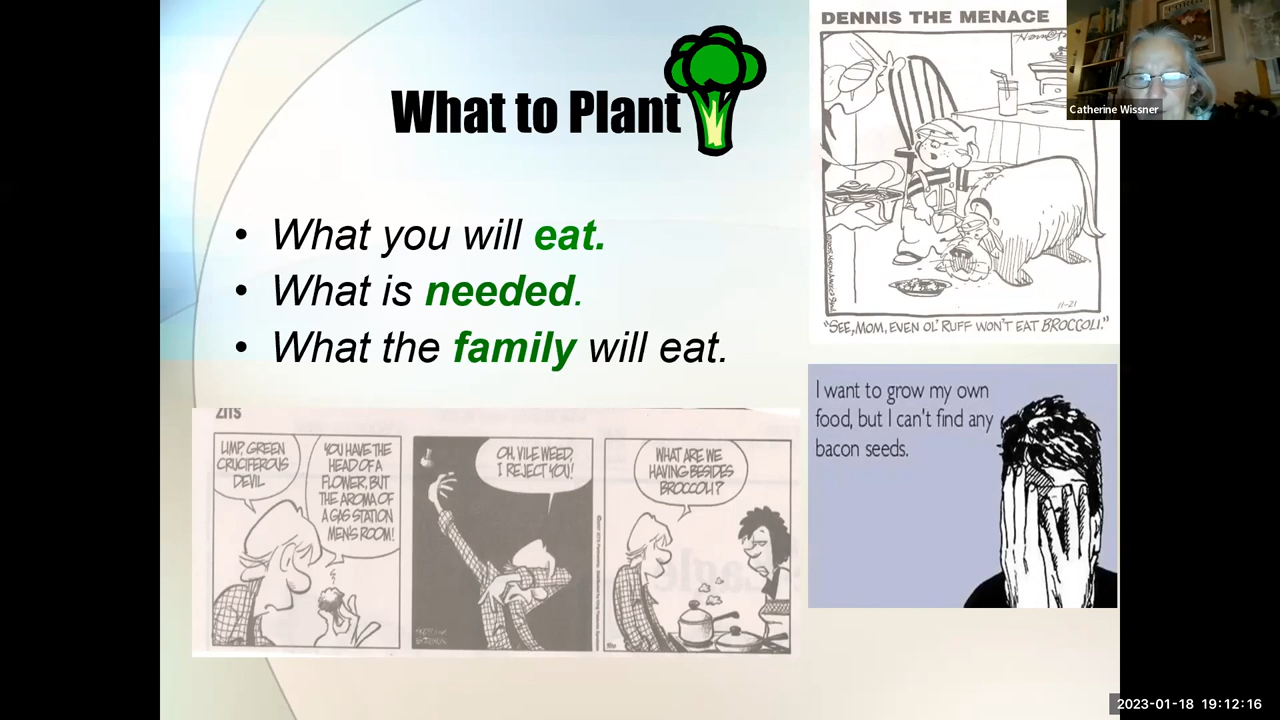 What to Plant
• What you will eat.
• What is needed.
• What the family will eat.
DENNIS THE MENACE
11-21
"SEE, MOM, EVEN OL' RUFF WON'T EAT BROCCOLI."
Catherine Wissner
ZITS
LIMP, GREEN
CRUCIFEROUS
DEVIL
YOU HAVE THE
HEAD OF A
FLOWER, BUT
THE AROMA OF
A GAS STATION
MEN'S ROOM!
OH, VILE WEED,
I REJECT YOU!
WHAT ARE WE
HAVING BESIDES
BROCCOLI?
I want to grow my own
food, but I can't find any
bacon seeds.
2023-01-18 19:12:16